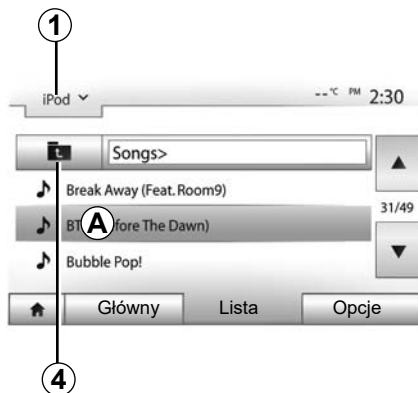 1
iPod
--°C PM 2:30
Songs>
Break Away (Feat. Room9)
31/49
A
fore The Dawn)
Bubble Pop!
Główny Lista Opcje
4